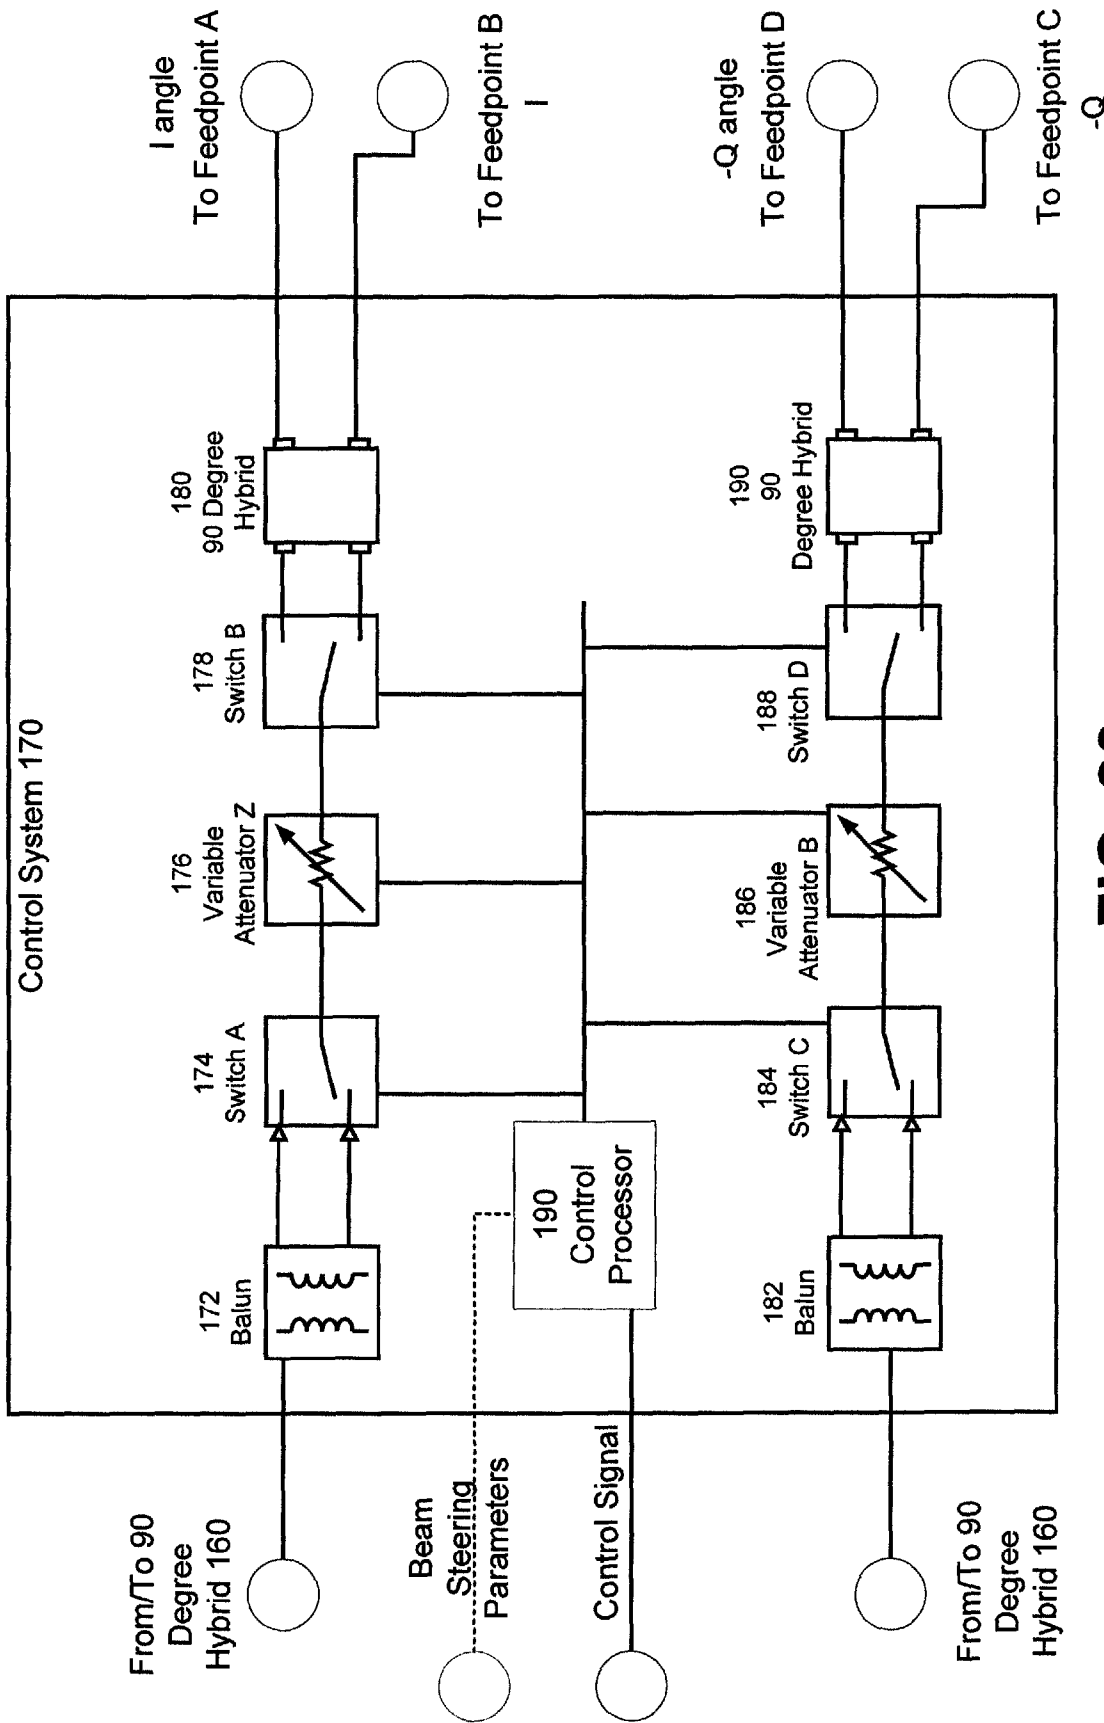 Control System 170
From/To 90
Degree
Hybrid 160
172
Balun
174
Switch A
176
Variable
Attenuator Z
178
Switch B
180
90 Degree
Hybrid
I angle
To Feedpoint A
To Feedpoint B
I
Beam
Steering
Parameters
Control Signal
190
Control
Processor
From/To 90
Degree
Hybrid 160
182
Balun
184
Switch C
186
Variable
Attenuator B
188
Switch D
190
90
Degree Hybrid
-Q angle
To Feedpoint D
To Feedpoint C
-Q